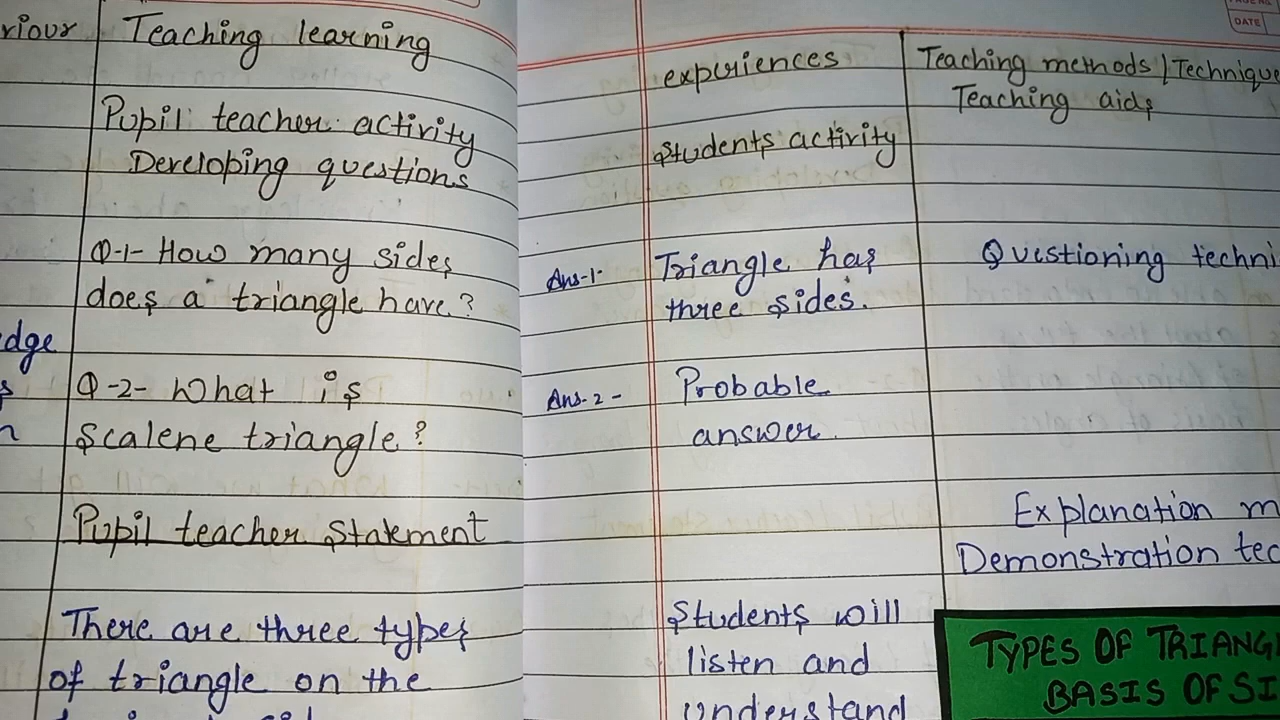 riour
Teaching learning
Pupil teacher activity
Developing questions
Q-1- How many sides
does a triangle have?
dge
Q-2- What is
Scalene triangle?
Pupil teacher Statement
There are three types
of triangle on the
experiences
Students activity
Ans-1- Triangle has
three sides.
Ans-2- Probable
answer.
Students will
listen and
understand
DATE
Teaching methods/Technique
Teaching aids
Questioning techni
Explanation m
Demonstration tec
TYPES OF TRIANG
BASIS OF SI